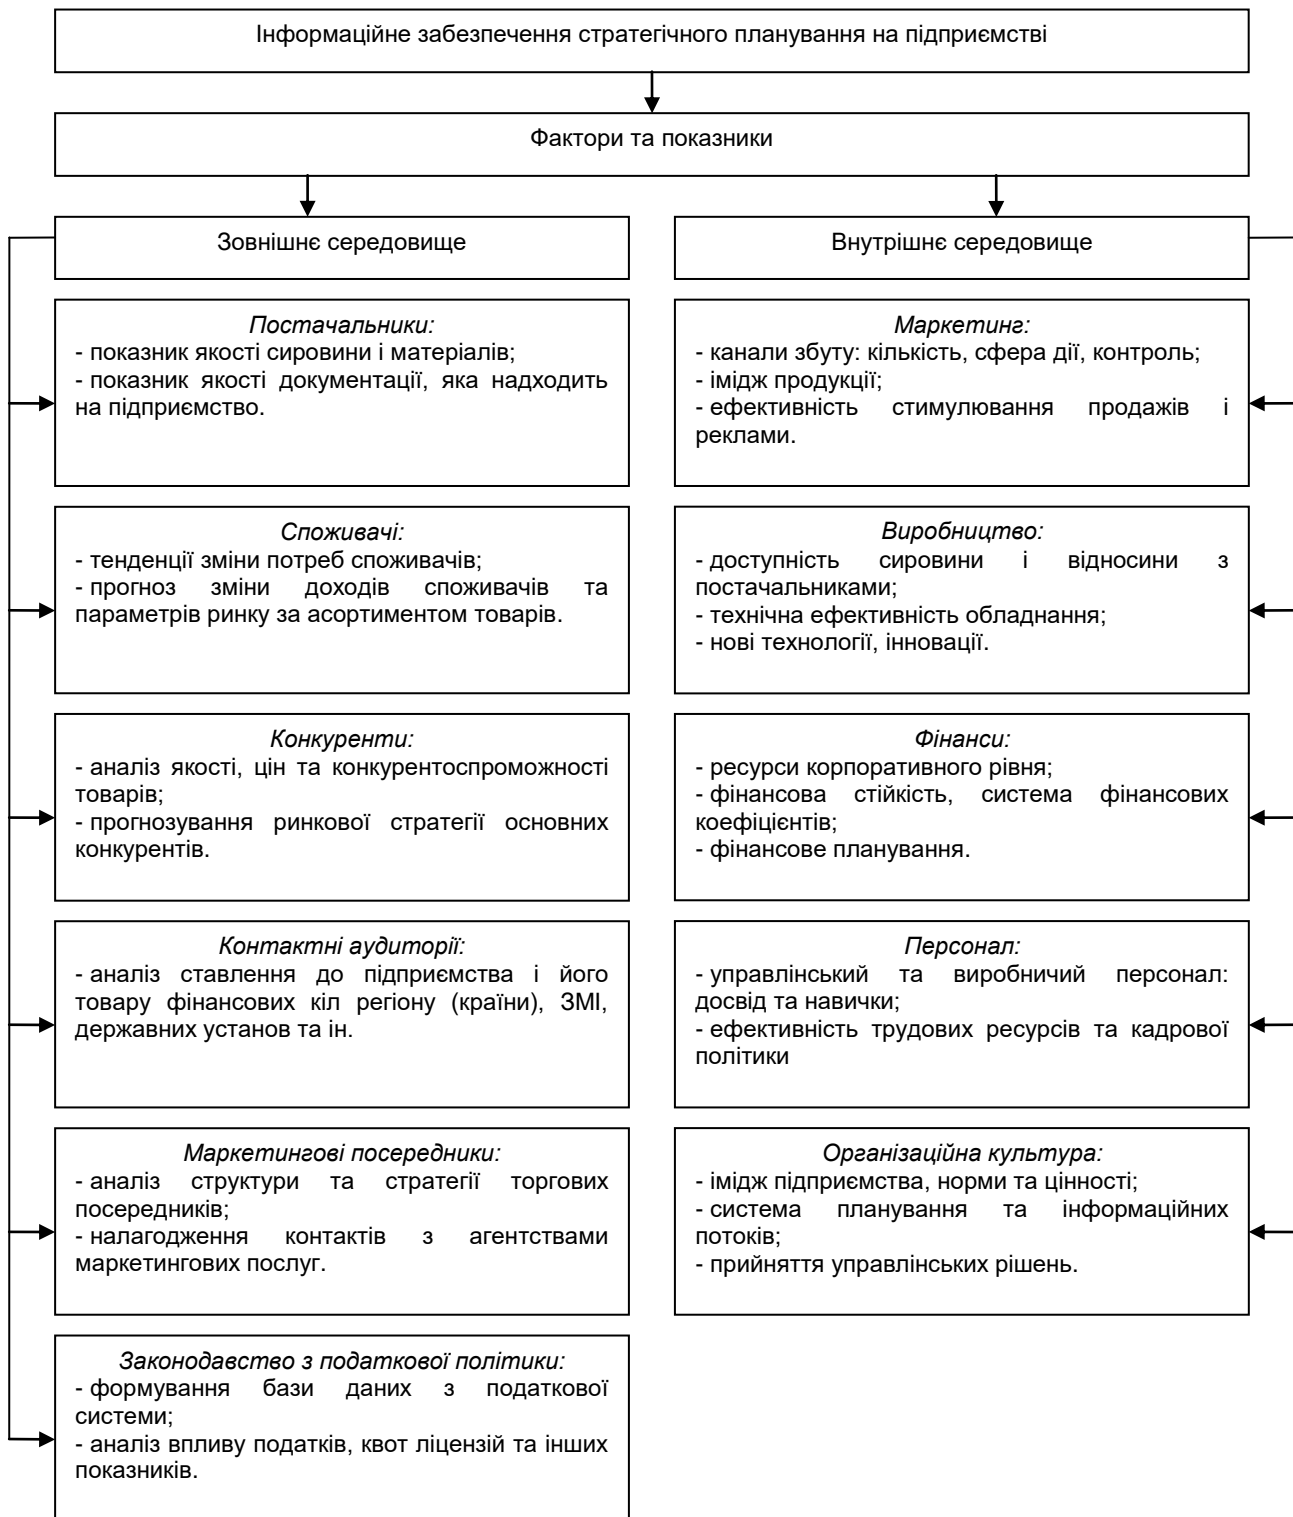 Інформаційне забезпечення стратегічного планування на підприємстві
Фактори та показники
Зовнішнє середовище
Постачальники:
- показник якості сировини і матеріалів;
- показник якості документації, яка надходить
на підприємство.
Споживачі:
- тенденції зміни потреб споживачів;
- прогноз зміни доходів споживачів та
параметрів ринку за асортиментом товарів.
Конкуренти:
- аналіз якості, цін та конкурентоспроможності
товарів;
- прогнозування ринкової стратегії основних
конкурентів.
Контактні аудиторії:
- аналіз ставлення до підприємства і його
товару фінансових кіл регіону (країни), ЗМІ,
державних установ та ін.
Маркетингові посередники:
- аналіз структури та стратегії торгових
посередників;
- налагодження контактів з агентствами
маркетингових послуг.
Законодавство з податкової політики:
- формування бази даних з податкової
системи;
- аналіз впливу податків, квот ліцензій та інших
показників.
Внутрішнє середовище
Маркетинг:
- канали збуту: кількість, сфера дії, контроль;
- імідж продукції;
- ефективність стимулювання продажів і
реклами.
Виробництво:
- доступність сировини і відносини з
постачальниками;
- технічна ефективність обладнання;
- нові технології, інновації.
Фінанси:
- ресурси корпоративного рівня;
- фінансова стійкість, система фінансових
коефіцієнтів;
- фінансове планування.
Персонал:
- управлінський та виробничий персонал:
досвід та навички;
- ефективність трудових ресурсів та кадрової
політики
Організаційна культура:
- імідж підприємства, норми та цінності;
- система планування та інформаційних
потоків;
- прийняття управлінських рішень.